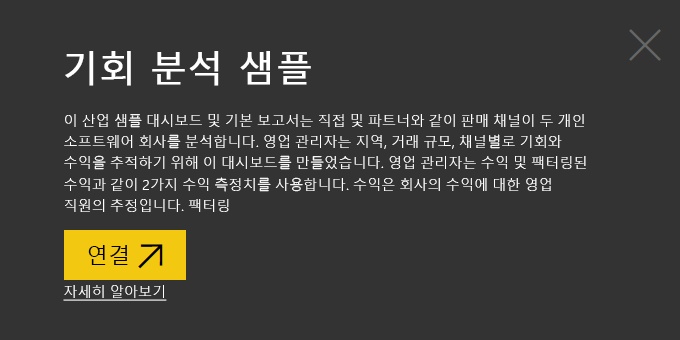 기회 분석 샘플
이 산업 샘플 대시보드 및 기본 보고서는 직접 및 파트너와 같이 판매 채널이 두 개인
소프트웨어 회사를 분석합니다. 영업 관리자는 지역, 거래 규모, 채널별로 기회와
수익을 추적하기 위해 이 대시보드를 만들었습니다. 영업 관리자는 수익 및 팩터링된
수익과 같이 2가지 수익 측정치를 사용합니다. 수익은 회사의 수익에 대한 영업
직원의 추정입니다. 팩터링
연결
자세히 알아보기